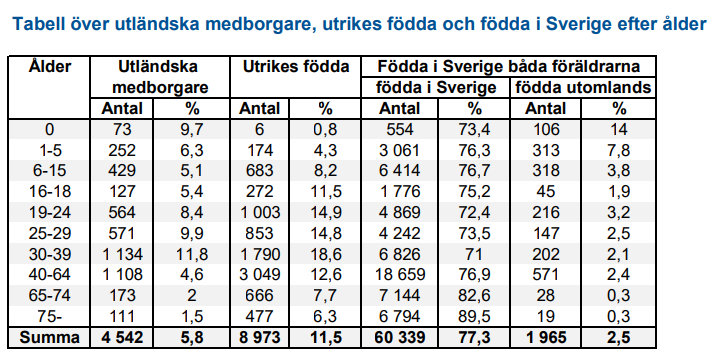 Tabell över utländska medborgare, utrikes födda och födda i Sverige efter ålder
Ålder Utländska medborgare Utrikes födda Födda i Sverige båda föräldrarna
födda i Sverige födda utomlands
Antal % Antal % Antal % Antal %
0 73 9,7 6 0,8 554 73,4 106 14
1-5 252 6,3 174 4,3 3 061 76,3 313 7,8
6-15 429 5,1 683 8,2 6 414 76,7 318 3,8
16-18 127 5,4 272 11,5 1 776 75,2 45 1,9
19-24 564 8,4 1 003 14,9 4 869 72,4 216 3,2
25-29 571 9,9 853 14,8 4 242 73,5 147 2,5
30-39 1 134 11,8 1 790 18,6 6 826 71 202 2,1
40-64 1 108 4,6 3 049 12,6 18 659 76,9 571 2,4
65-74 173 2 666 7,7 7 144 82,6 28 0,3
75- 111 1,5 477 6,3 6 794 89,5 19 0,3
Summa 4 542 5,8 8 973 11,5 60 339 77,3 1 965 2,5